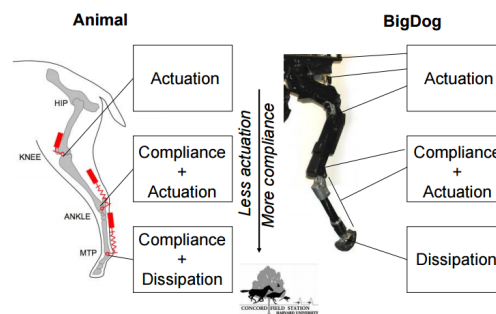 Animal
BigDog
HIP
KNEE
ANKLE
MTP
Actuation
Compliance
+
Actuation
Compliance
+
Dissipation
Less actuation
More compliance
Actuation
Compliance
+
Actuation
Dissipation
CONCORD FIELD STATION
HARVARD UNIVERSITY